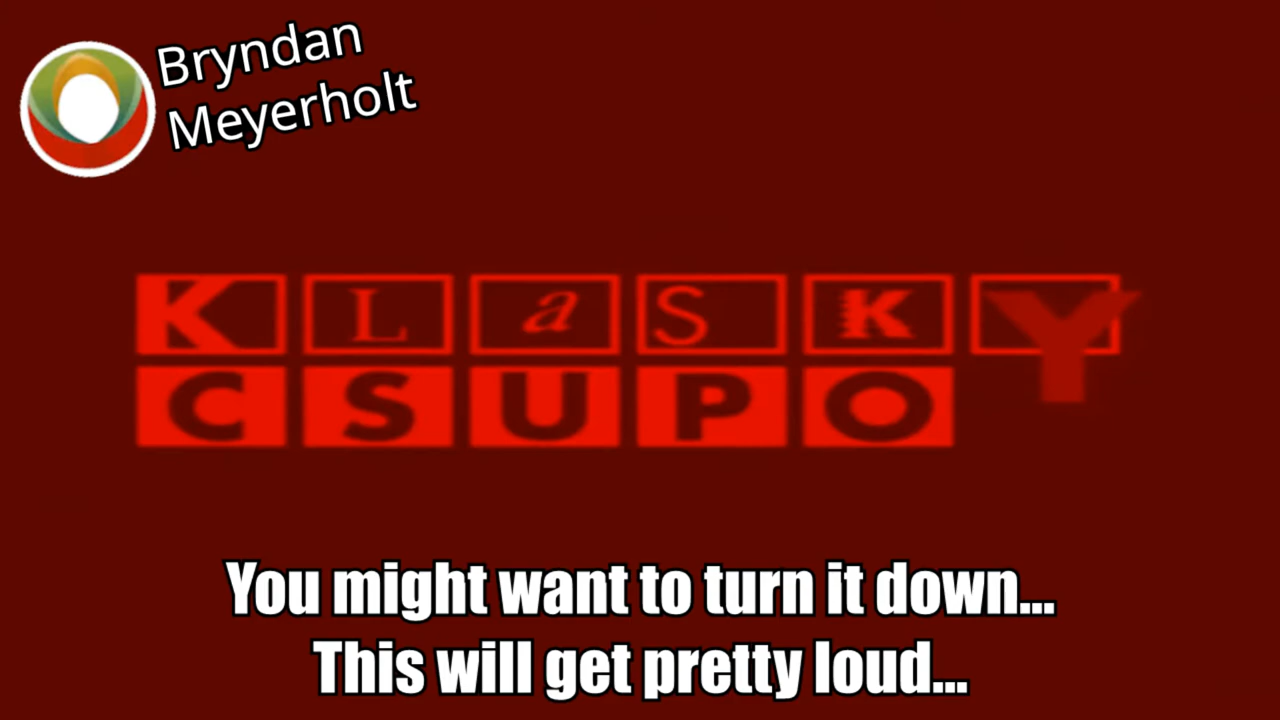 Bryndan
Meyerholt
KLaSKY
CSUPO
You might want to turn it down...
This will get pretty loud...